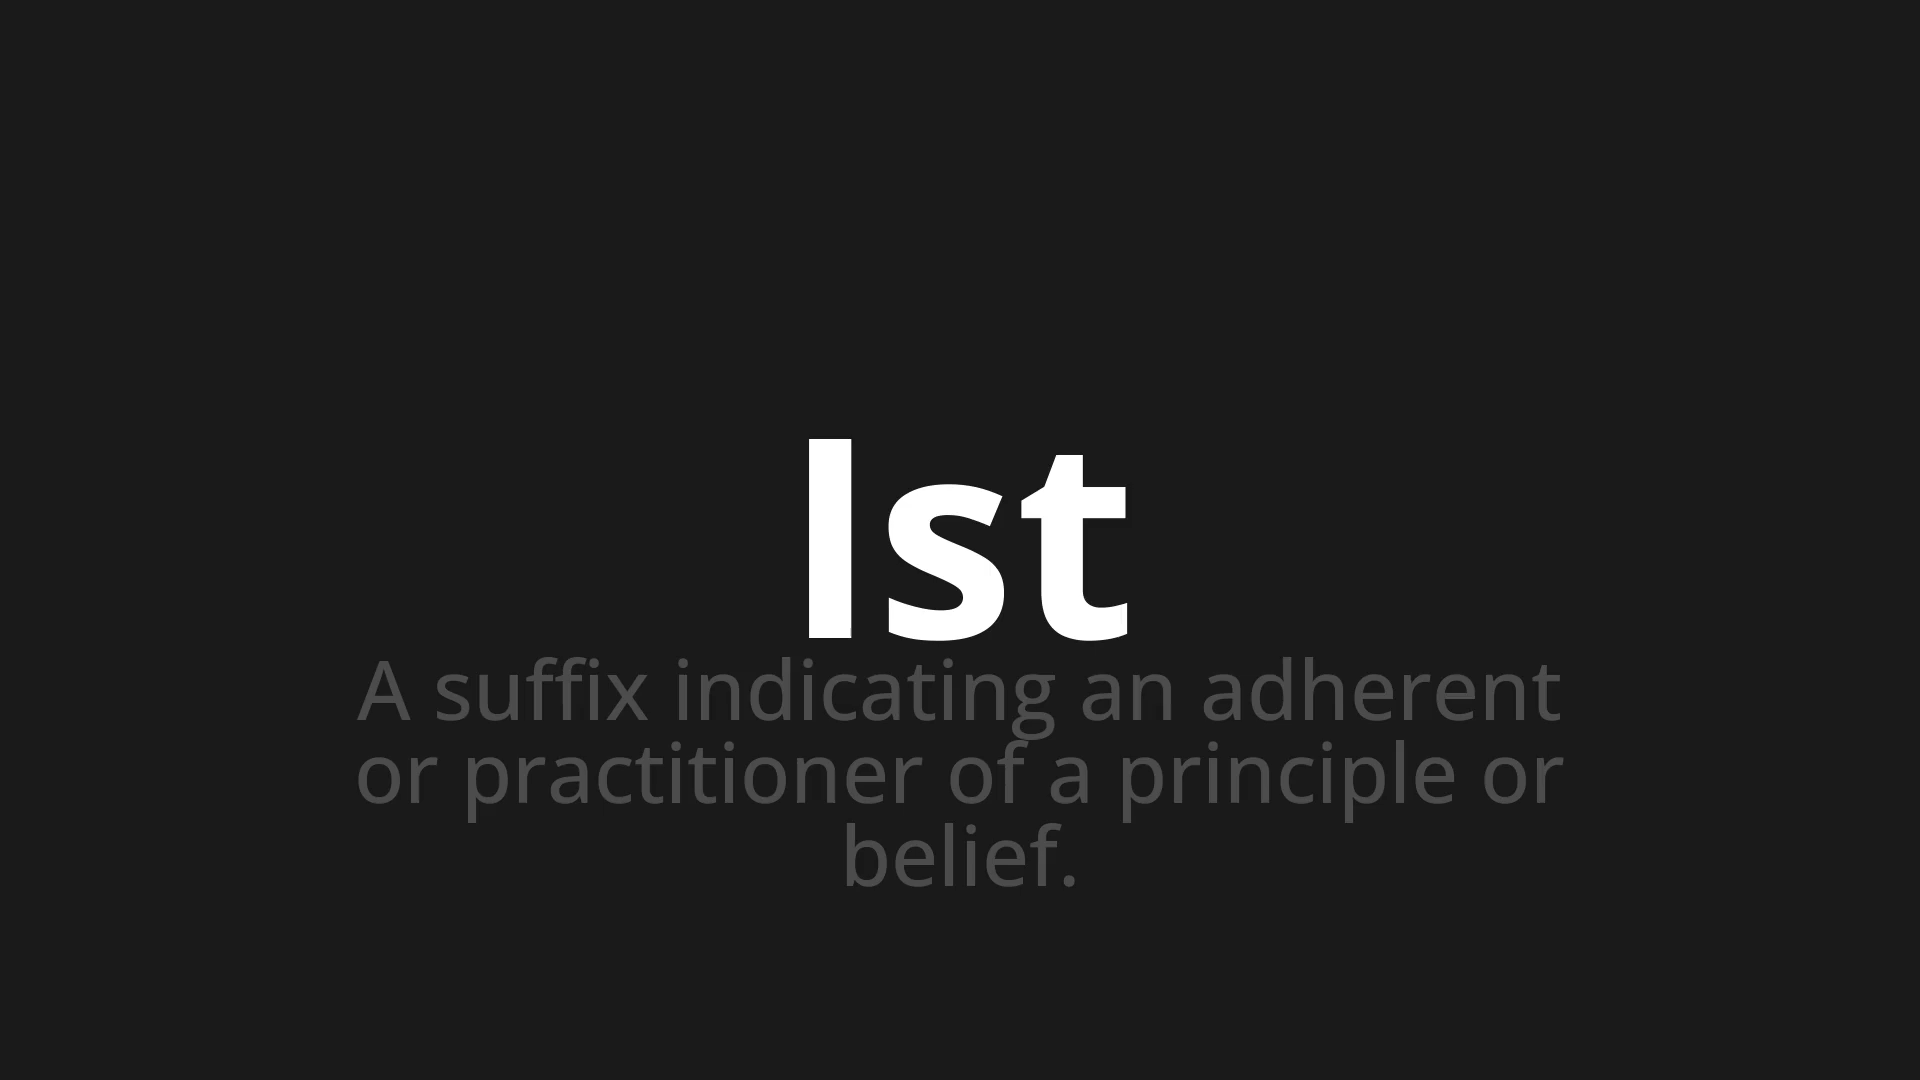 Ist
A suffix indicating an adherent
or practitioner of a principle or
belief.